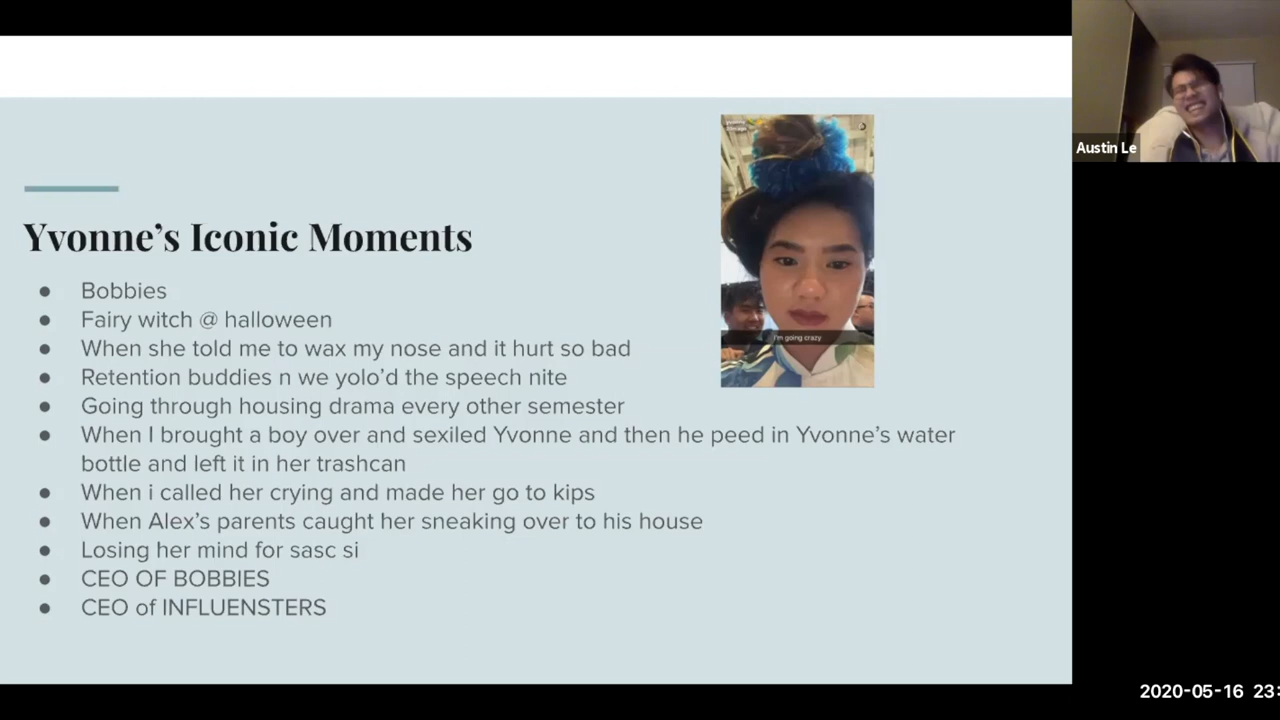 Austin Le
Yvonne's Iconic Moments
● Bobbies
● Fairy witch @ halloween
● When she told me to wax my nose and it hurt so bad
● Retention buddies n we yolo'd the speech nite
● Going through housing drama every other semester
● When I brought a boy over and sexiled Yvonne and then he peed in Yvonne's water
bottle and left it in her trashcan
● When i called her crying and made her go to kips
● When Alex's parents caught her sneaking over to his house
● Losing her mind for sasc si
● CEO OF BOBBIES
● CEO of INFLUENSTERS
I'm going crazy
2020-05-16 23: